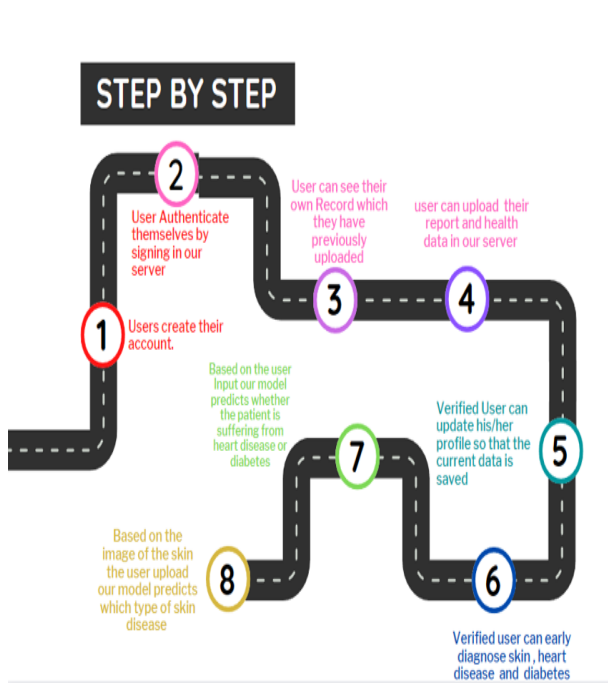 STEP BY STEP
1
Users create their
account.
2
User Authenticate
themselves by
signing in our
server
3
User can see their
own Record which
they have
previously
uploaded
4
user can upload their
report and health
data in our server
5
Verified User can
update his/her
profile so that the
current data is
saved
6
Verified user can early
diagnose skin , heart
disease and diabetes
7
Based on the user
Input our model
predicts whether
the patient is
suffering from
heart disease or
diabetes
8
Based on the
image of the skin
the user upload
our model predicts
which type of skin
disease